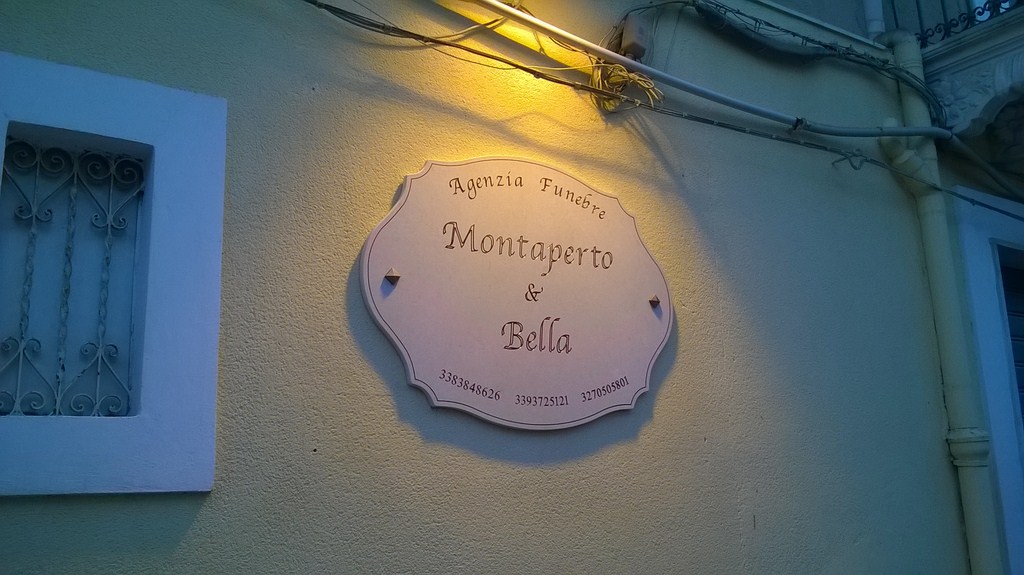 Agenzia Funebre
Montaperto
&
Bella
3383848626 3393725121 3270505801